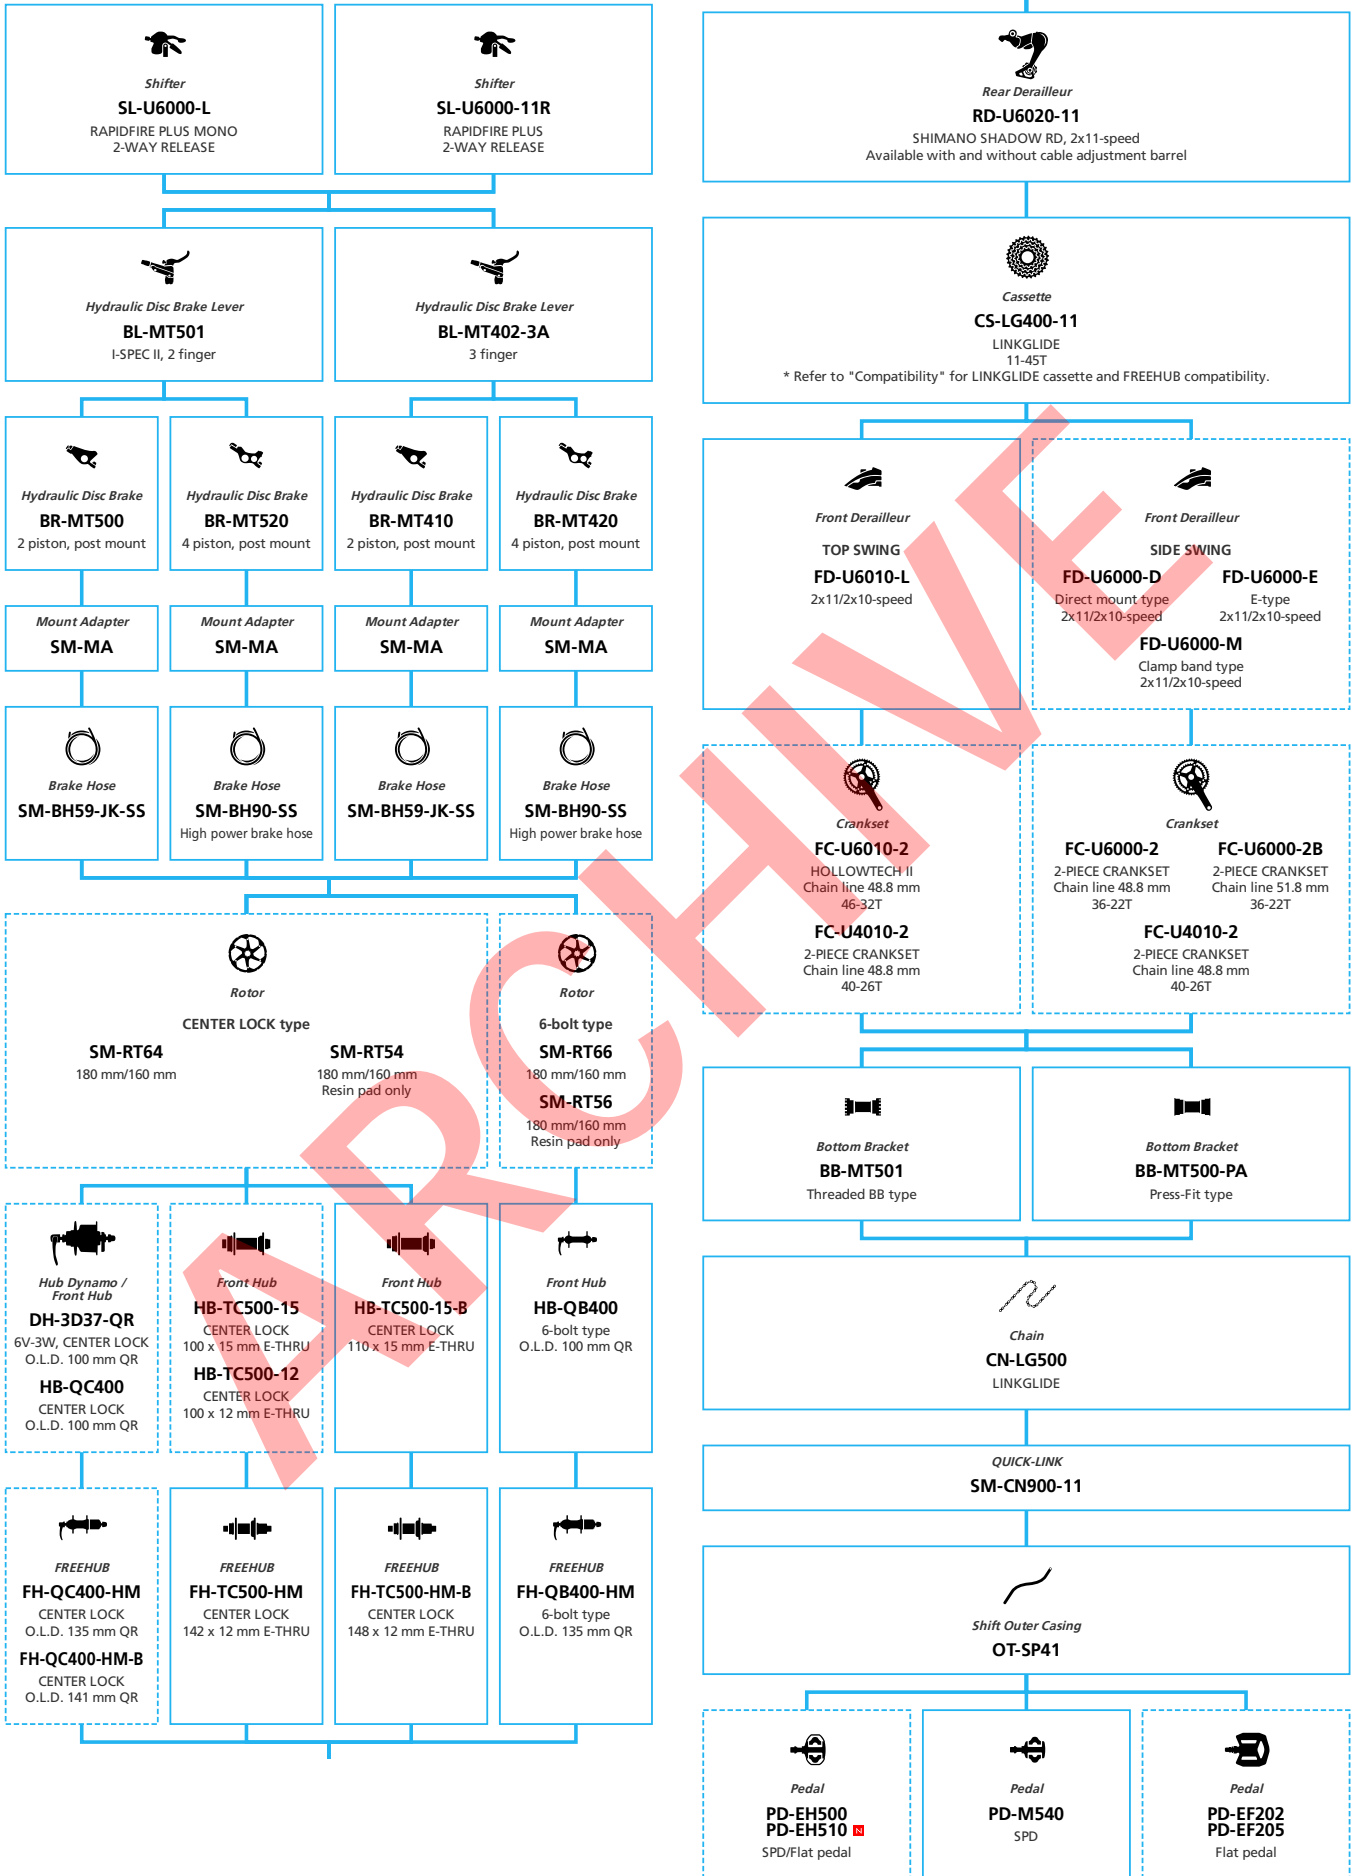 Shifter
SL-U6000-L
RAPIDFIRE PLUS MONO
2-WAY RELEASE
Shifter
SL-U6000-11R
RAPIDFIRE PLUS
2-WAY RELEASE
Hydraulic Disc Brake Lever
BL-MT501
I-SPEC II, 2 finger
Hydraulic Disc Brake Lever
BL-MT402-3A
3 finger
Hydraulic Disc Brake
BR-MT500
2 piston, post mount
Hydraulic Disc Brake
BR-MT520
4 piston, post mount
Hydraulic Disc Brake
BR-MT410
2 piston, post mount
Hydraulic Disc Brake
BR-MT420
4 piston, post mount
Mount Adapter
SM-MA
Mount Adapter
SM-MA
Mount Adapter
SM-MA
Mount Adapter
SM-MA
Brake Hose
SM-BH59-JK-SS
Brake Hose
SM-BH90-SS
High power brake hose
Brake Hose
SM-BH59-JK-SS
Brake Hose
SM-BH90-SS
High power brake hose
Rotor
CENTER LOCK type
SM-RT64
180 mm/160 mm
SM-RT54
180 mm/160 mm
Resin pad only
Rotor
6-bolt type
SM-RT66
180 mm/160 mm
SM-RT56
180 mm/160 mm
Resin pad only
Hub Dynamo /
Front Hub
DH-3D37-QR
6V-3W, CENTER LOCK
O.L.D. 100 mm QR
HB-QC400
CENTER LOCK
O.L.D. 100 mm QR
Front Hub
HB-TC500-15
CENTER LOCK
100 x 15 mm E-THRU
HB-TC500-12
CENTER LOCK
100 x 12 mm E-THRU
Front Hub
HB-TC500-15-B
CENTER LOCK
110 x 15 mm E-THRU
Front Hub
HB-QB400
6-bolt type
O.L.D. 100 mm QR
FREEHUB
FH-QC400-HM
CENTER LOCK
O.L.D. 135 mm QR
FH-QC400-HM-B
CENTER LOCK
O.L.D. 141 mm QR
FREEHUB
FH-TC500-HM
CENTER LOCK
142 x 12 mm E-THRU
FREEHUB
FH-TC500-HM-B
CENTER LOCK
148 x 12 mm E-THRU
FREEHUB
FH-QB400-HM
6-bolt type
O.L.D. 135 mm QR
Rear Derailleur
RD-U6020-11
SHIMANO SHADOW RD, 2x11-speed
Available with and without cable adjustment barrel
Cassette
CS-LG400-11
LINKGLIDE
11-45T
* Refer to "Compatibility" for LINKGLIDE cassette and FREEHUB compatibility.
Front Derailleur
TOP SWING
FD-U6010-L
2x11/2x10-speed
Front Derailleur
SIDE SWING
FD-U6000-D
Direct mount type
2x11/2x10-speed
FD-U6000-E
E-type
2x11/2x10-speed
FD-U6000-M
Clamp band type
2x11/2x10-speed
Crankset
FC-U6010-2
HOLLOWTECH II
Chain line 48.8 mm
46-32T
FC-U4010-2
2-PIECE CRANKSET
Chain line 48.8 mm
40-26T
Crankset
FC-U6000-2
2-PIECE CRANKSET
Chain line 48.8 mm
36-22T
FC-U6000-2B
2-PIECE CRANKSET
Chain line 51.8 mm
36-22T
FC-U4010-2
2-PIECE CRANKSET
Chain line 48.8 mm
40-26T
Bottom Bracket
BB-MT501
Threaded BB type
Bottom Bracket
BB-MT500-PA
Press-Fit type
Chain
CN-LG500
LINKGLIDE
QUICK-LINK
SM-CN900-11
Shift Outer Casing
OT-SP41
Pedal
PD-EH500
PD-EH510 N
SPD/Flat pedal
Pedal
PD-M540
SPD
Pedal
PD-EF202
PD-EF205
Flat pedal
ARCHIVE